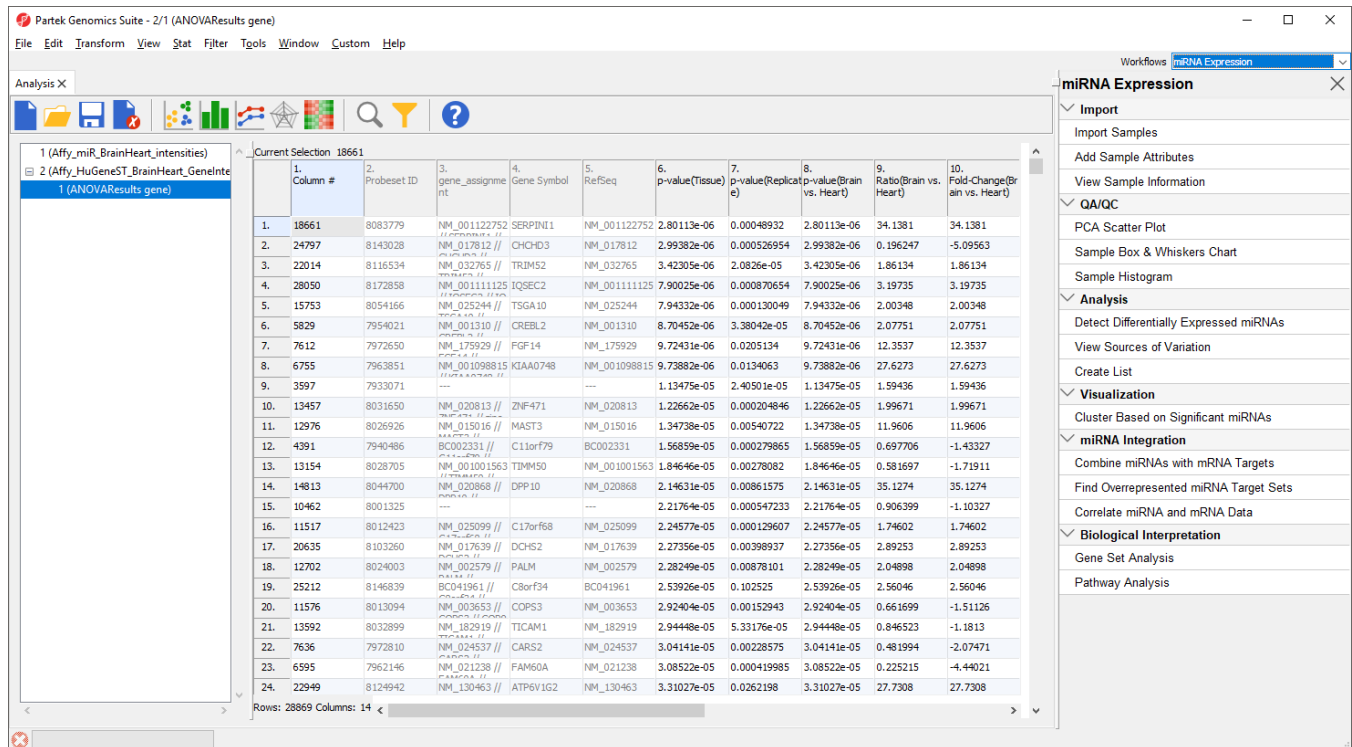 Partek Genomics Suite - 2/1 (ANOVAResults gene)
File Edit Transform View Stat Filter Tools Window Custom Help
Workflows miRNA Expression
Analysis
miRNA Expression
Import
Import Samples
Add Sample Attributes
View Sample Information
QA/QC
PCA Scatter Plot
Sample Box & Whiskers Chart
Sample Histogram
Analysis
Detect Differentially Expressed miRNAs
View Sources of Variation
Create List
Visualization
Cluster Based on Significant miRNAs
miRNA Integration
Combine miRNAs with mRNA Targets
Find Overrepresented miRNA Target Sets
Correlate miRNA and mRNA Data
Biological Interpretation
Gene Set Analysis
Pathway Analysis
1 (Affy_miR_BrainHeart_intensities)
2 (Affy_HuGeneST_BrainHeart_GeneInte
1 (ANOVAResults gene)
Current Selection 18661
1. Column # 2. Probeset ID 3. gene_assignment 4. Gene Symbol 5. RefSeq 6. p-value(Tissue) 7. p-value(Replicate) 8. p-value(Brain vs. Heart) 9. Ratio(Brain vs. Heart) 10. Fold-Change(Brain vs. Heart)
1. 18661 8083779 NM_001122752 SERPINI1 NM_001122752 2.80113e-06 0.00048932 2.80113e-06 34.1381 34.1381
2. 24797 8143028 NM_017812 // CHCHD3 NM_017812 2.99382e-06 0.000526954 2.99382e-06 0.196247 -5.09563
3. 22014 8116534 NM_032765 // TRIM52 NM_032765 3.42305e-06 2.0826e-05 3.42305e-06 1.86134 1.86134
4. 28050 8172858 NM_001111125 IQSEC2 NM_001111125 7.90025e-06 0.000870654 7.90025e-06 3.19735 3.19735
5. 15753 8054166 NM_025244 // TSGA10 NM_025244 7.94332e-06 0.000130049 7.94332e-06 2.00348 2.00348
6. 5829 7954021 NM_001310 // CREBL2 NM_001310 8.70452e-06 3.38042e-05 8.70452e-06 2.07751 2.07751
7. 7612 7972650 NM_175929 // FGF14 NM_175929 9.72431e-06 0.0205134 9.72431e-06 12.3537 12.3537
8. 6755 7963851 NM_001098815 KIAA0748 NM_001098815 9.73882e-06 0.0134063 9.73882e-06 27.6273 27.6273
9. 3597 7933071 --- --- 1.13475e-05 2.40501e-05 1.13475e-05 1.59436 1.59436
10. 13457 8031650 NM_020813 // ZNF471 NM_020813 1.22662e-05 0.000204846 1.22662e-05 1.99671 1.99671
11. 12976 8026926 NM_015016 // MAST3 NM_015016 1.34738e-05 0.00540722 1.34738e-05 11.9606 11.9606
12. 4391 7940486 BC002331 // C11orf79 BC002331 1.56859e-05 0.000279865 1.56859e-05 0.697706 -1.43327
13. 13154 8028705 NM_001001563 TIMM50 NM_001001563 1.84646e-05 0.00278082 1.84646e-05 0.581697 -1.71911
14. 14813 8044700 NM_020868 // DPP10 NM_020868 2.14631e-05 0.00861575 2.14631e-05 35.1274 35.1274
15. 10462 8001325 --- --- 2.21764e-05 0.000547233 2.21764e-05 0.906399 -1.10327
16. 11517 8012423 NM_025099 // C17orf68 NM_025099 2.24577e-05 0.000129607 2.24577e-05 1.74602 1.74602
17. 20635 8103260 NM_017639 // DCHS2 NM_017639 2.27356e-05 0.00398937 2.27356e-05 2.89253 2.89253
18. 12702 8024003 NM_002579 // PALM NM_002579 2.28249e-05 0.00878101 2.28249e-05 2.04898 2.04898
19. 25212 8146839 BC041961 // C8orf34 BC041961 2.53926e-05 0.102525 2.53926e-05 2.56046 2.56046
20. 11576 8013094 NM_003653 // COPS3 NM_003653 2.92404e-05 0.00152943 2.92404e-05 0.661699 -1.51126
21. 13592 8032899 NM_182919 // TICAM1 NM_182919 2.94448e-05 5.33176e-05 2.94448e-05 0.846523 -1.1813
22. 7636 7972810 NM_024537 // CARS2 NM_024537 3.04141e-05 0.00228575 3.04141e-05 0.481994 -2.07471
23. 6595 7962146 NM_021238 // FAM60A NM_021238 3.08522e-05 0.000419985 3.08522e-05 0.225215 -4.44021
24. 22949 8124942 NM_130463 // ATP6V1G2 NM_130463 3.31027e-05 0.0262198 3.31027e-05 27.7308 27.7308
Rows: 28869 Columns: 14